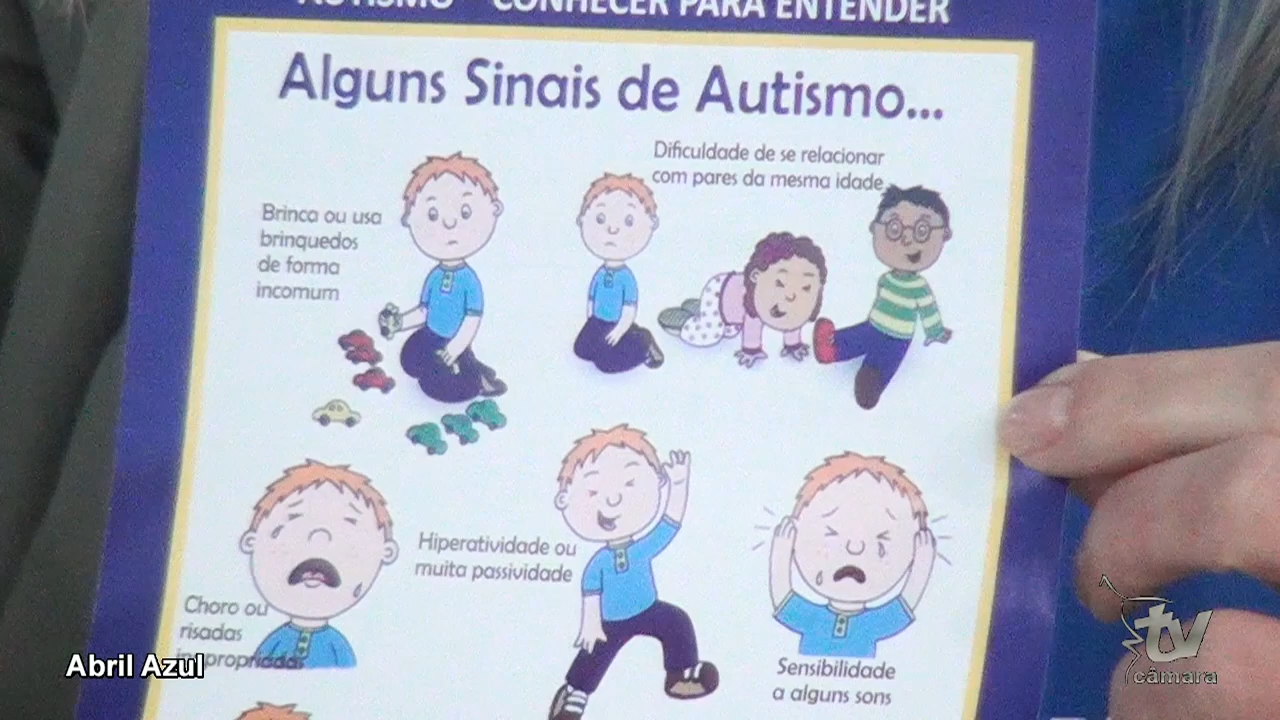 AUTISMO - CONHECER PARA ENTENDER
Alguns Sinais de Autismo...
Dificuldade de se relacionar
com pares da mesma idade
Brinca ou usa
brinquedos
de forma
incomum
Hiperatividade ou
muita passividade
Choro ou
risadas
inapropriadas
Sensibilidade
a alguns sons
Abril Azul
tv
câmara